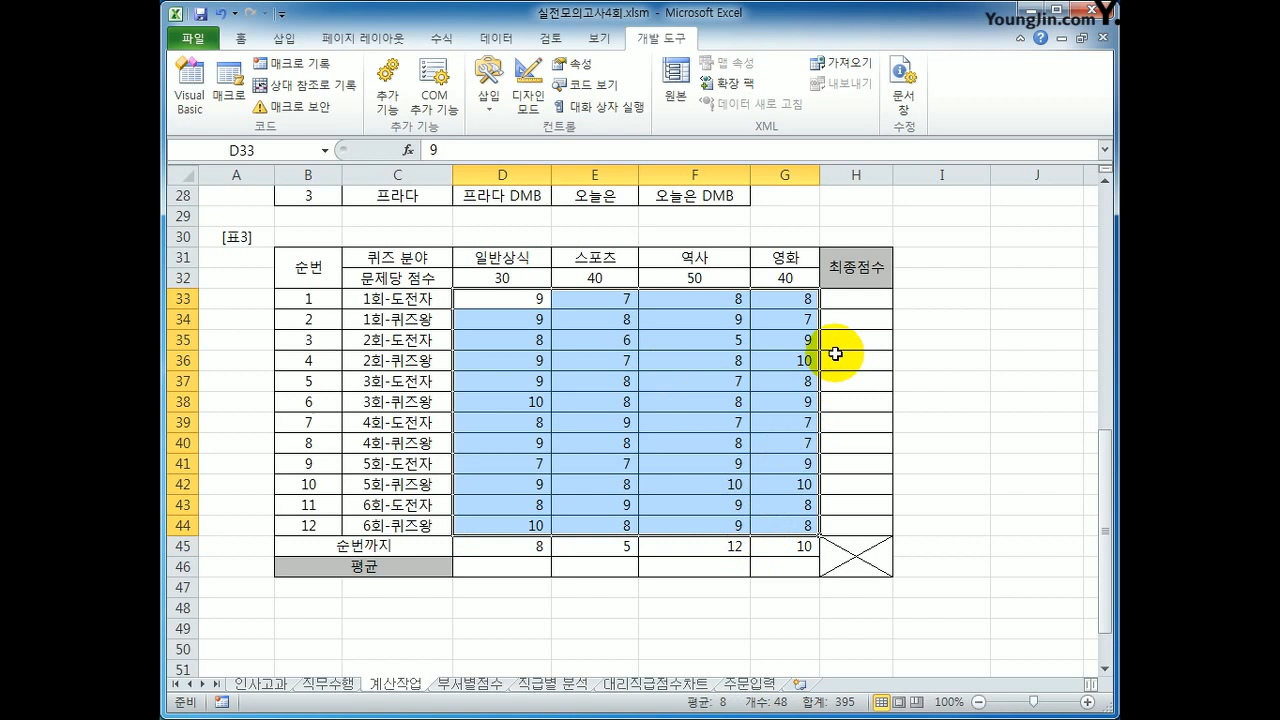 실전모의고사4회.xlsm - Microsoft Excel
YoungJin.com Y.
파일 홈 삽입 페이지 레이아웃 수식 데이터 검토 보기 개발 도구
Visual Basic
매크로
매크로 기록
상대 참조로 기록
매크로 보안
코드
추가 기능
COM 추가 기능
추가 기능
삽입
디자인 모드
속성
코드 보기
대화 상자 실행
컨트롤
원본
맵 속성
확장 팩
데이터 새로 고침
가져오기
내보내기
XML
문서 창
수정
D33 fx 9
A B C D E F G H I J
28 3 프라다 프라다 DMB 오늘은 오늘은 DMB
29
30 [표3]
31 순번 퀴즈 분야 일반상식 스포츠 역사 영화 최종점수
32 문제당 점수 30 40 50 40
33 1 1회-도전자 9 7 8 8
34 2 1회-퀴즈왕 9 8 9 7
35 3 2회-도전자 8 6 5 9
36 4 2회-퀴즈왕 9 7 8 10
37 5 3회-도전자 9 8 7 8
38 6 3회-퀴즈왕 10 8 8 9
39 7 4회-도전자 8 9 7 7
40 8 4회-퀴즈왕 9 8 8 7
41 9 5회-도전자 7 7 9 9
42 10 5회-퀴즈왕 9 8 10 10
43 11 6회-도전자 8 9 9 8
44 12 6회-퀴즈왕 10 8 9 8
45 순번까지 8 5 12 10
46 평균
47
48
49
50
51
인사고과 직무수행 계산작업 부서별점수 직급별 분석 대리직급점수차트 주문입력
준비 평균: 8 개수: 48 합계: 395 100%